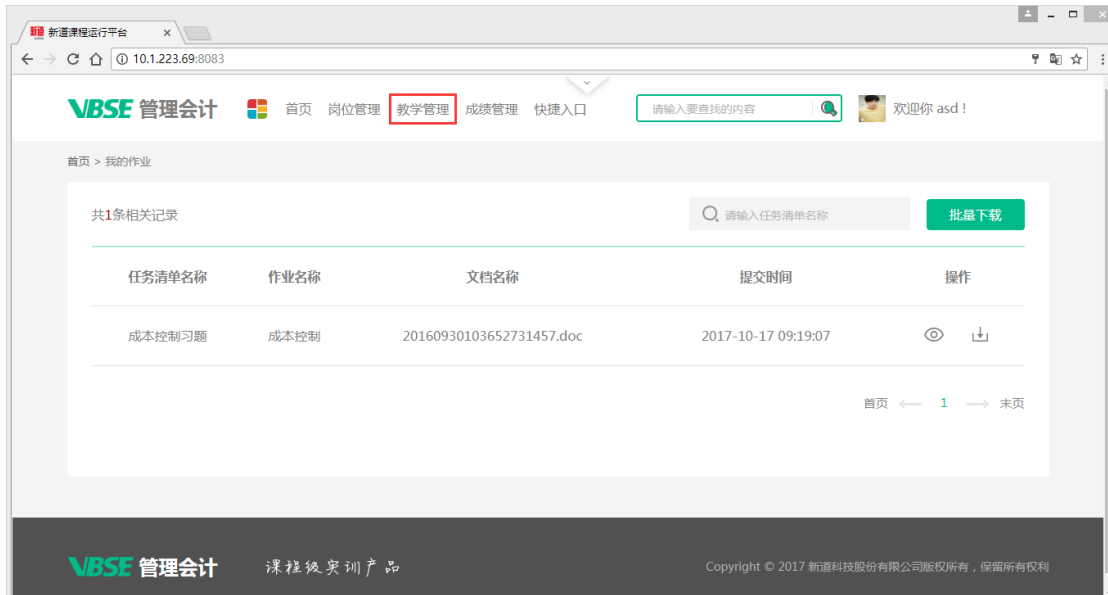 新道课程运行平台
10.1.223.69:8083
VBSE 管理会计 首页 岗位管理 教学管理 成绩管理 快捷入口 请输入要查找的内容 欢迎你 asd !
首页 > 我的作业
共1条相关记录 请输入任务清单名称 批量下载
任务清单名称 作业名称 文档名称 提交时间 操作
成本控制习题 成本控制 20160930103652731457.doc 2017-10-17 09:19:07
首页 1 末页
VBSE 管理会计 课程级实训产品 Copyright © 2017 新道科技股份有限公司版权所有，保留所有权利